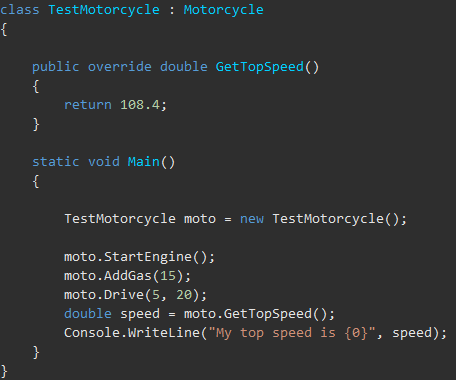 class TestMotorcycle : Motorcycle
{
public override double GetTopSpeed()
{
return 108.4;
}
static void Main()
{
TestMotorcycle moto = new TestMotorcycle();
moto.StartEngine();
moto.AddGas(15);
moto.Drive(5, 20);
double speed = moto.GetTopSpeed();
Console.WriteLine("My top speed is {0}", speed);
}
}